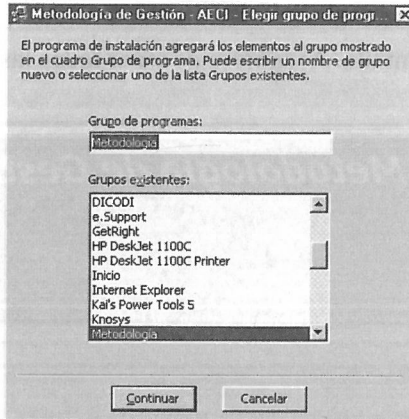 Metodología de Gestión - AECI - Elegir grupo de progr...
El programa de instalación agregará los elementos al grupo mostrado
en el cuadro Grupo de programa. Puede escribir un nombre de grupo
nuevo o seleccionar uno de la lista Grupos existentes.
Grupo de programas:
Metodología
Grupos existentes:
DICODI
e.Support
GetRight
HP DeskJet 1100C
HP DeskJet 1100C Printer
Inicio
Internet Explorer
Kai's Power Tools 5
Knosys
Metodología
Continuar
Cancelar